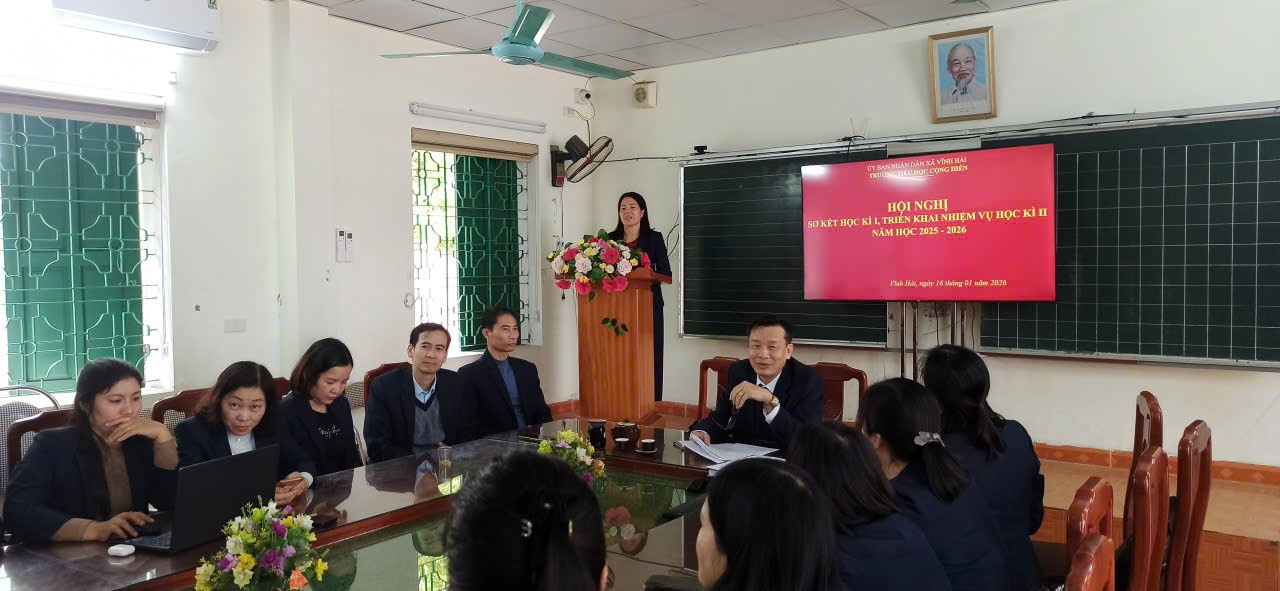 ỦY BAN NHÂN DÂN XÃ VĨNH HẢI
TRƯỜNG TIỂU HỌC CỘNG HIỀN
HỘI NGHỊ
SƠ KẾT HỌC KÌ I, TRIỂN KHAI NHIỆM VỤ HỌC KÌ II
NĂM HỌC 2025 - 2026
Vĩnh Hải, ngày 16 tháng 01 năm 2026